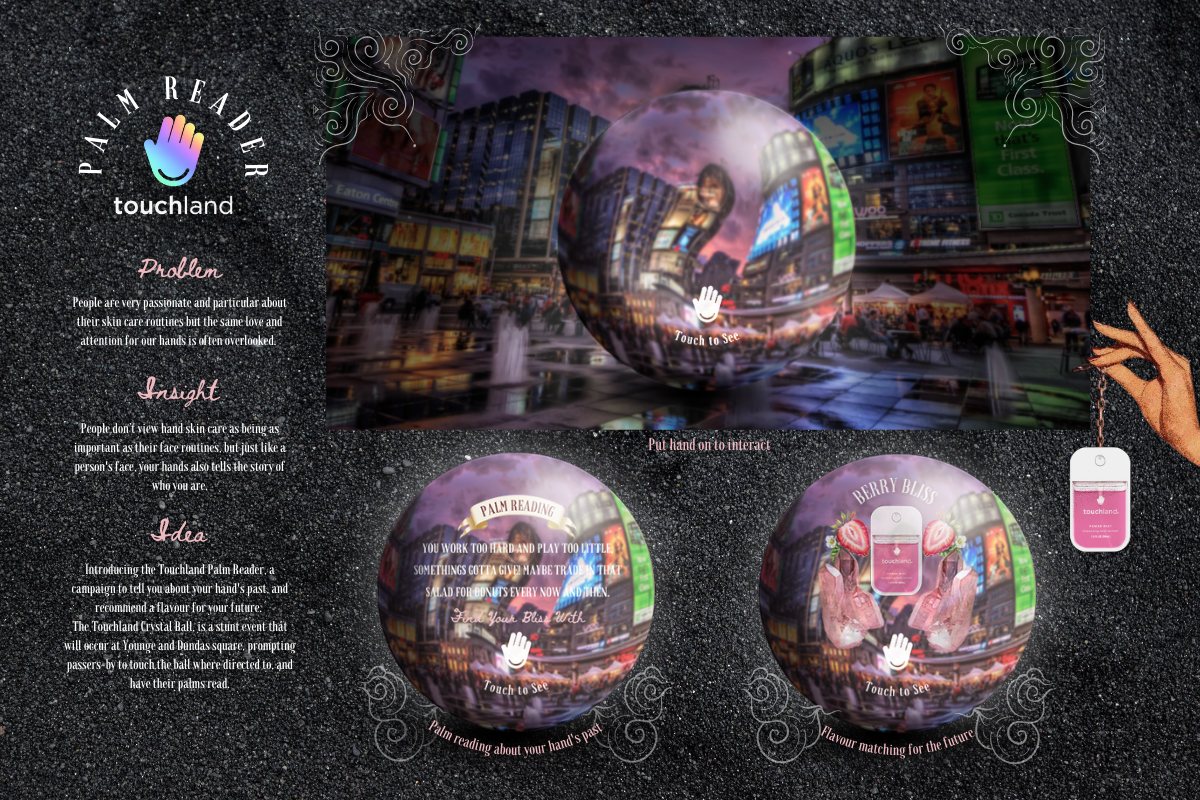 PALM READER
touchland
Problem
People are very passionate and particular about
their skin care routines but the same love and
attention for our hands is often overlooked.
Insight
People don't view hand skin care as being as
important as their face routines, but just like a
person's face, your hands also tells the story of
who you are.
Idea
Introducing the Touchland Palm Reader, a
campaign to tell you about your hand's past, and
recommend a flavour for your future.
The Touchland Crystal Ball, is a stunt event that
will occur at Younge and Dundas square, prompting
passers-by to touch the ball where directed to, and
have their palms read.
AQUOS
Eaton Centre
First
Class.
Canada Trust
Touch to See
Put hand on to interact
touchland.
PALM READING
YOU WORK TOO HARD AND PLAY TOO LITTLE,
SOMETHINGS GOTTA GIVE! MAYBE TRADE IN THAT
SALAD FOR DONUTS EVERY NOW AND THEN.
Find Your Bliss With
Touch to See
Palm reading about your hand's past
BERRY BLISS
touchland.
Touch to See
Flavour matching for the future